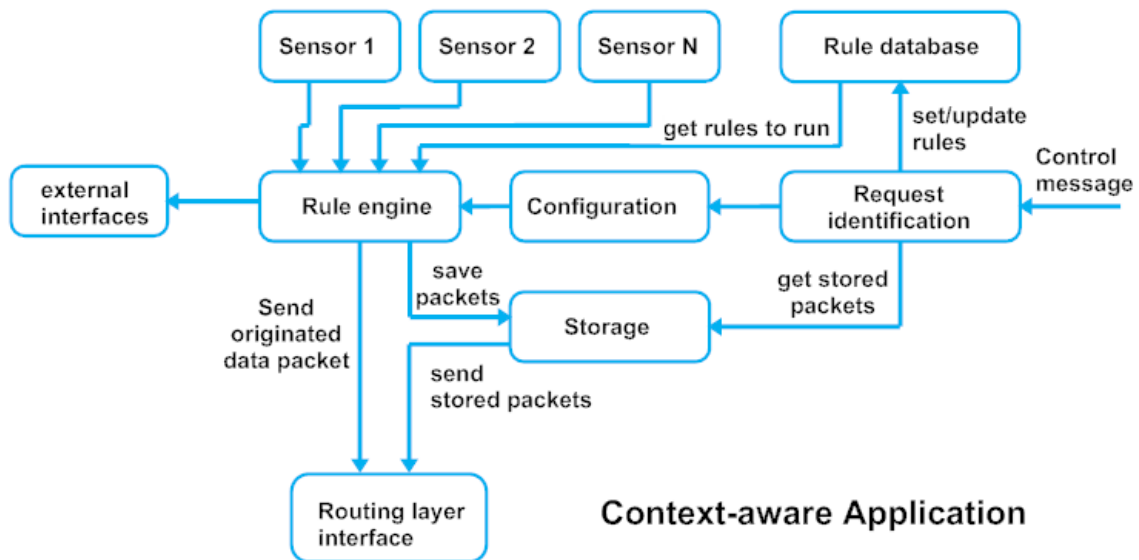 Sensor 1
Sensor 2
Sensor N
Rule database
get rules to run
set/update
rules
Control
message
external
interfaces
Rule engine
Configuration
Request
identification
save
packets
get stored
packets
Send
originated
data packet
Storage
send
stored packets
Routing layer
interface
Context-aware Application